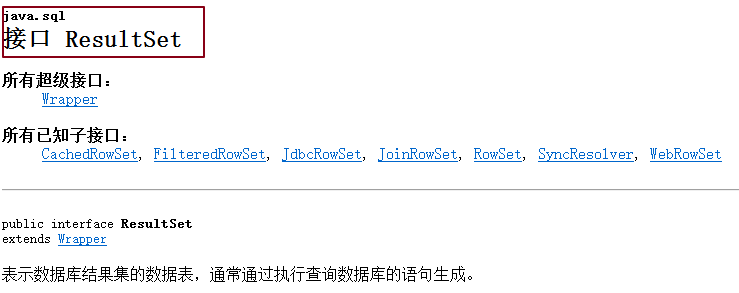 java.sql
接口 ResultSet
所有超级接口：
Wrapper
所有已知子接口：
CachedRowSet, FilteredRowSet, JdbcRowSet, JoinRowSet, RowSet, SyncResolver, WebRowSet
public interface ResultSet
extends Wrapper
表示数据库结果集的数据表，通常通过执行查询数据库的语句生成。